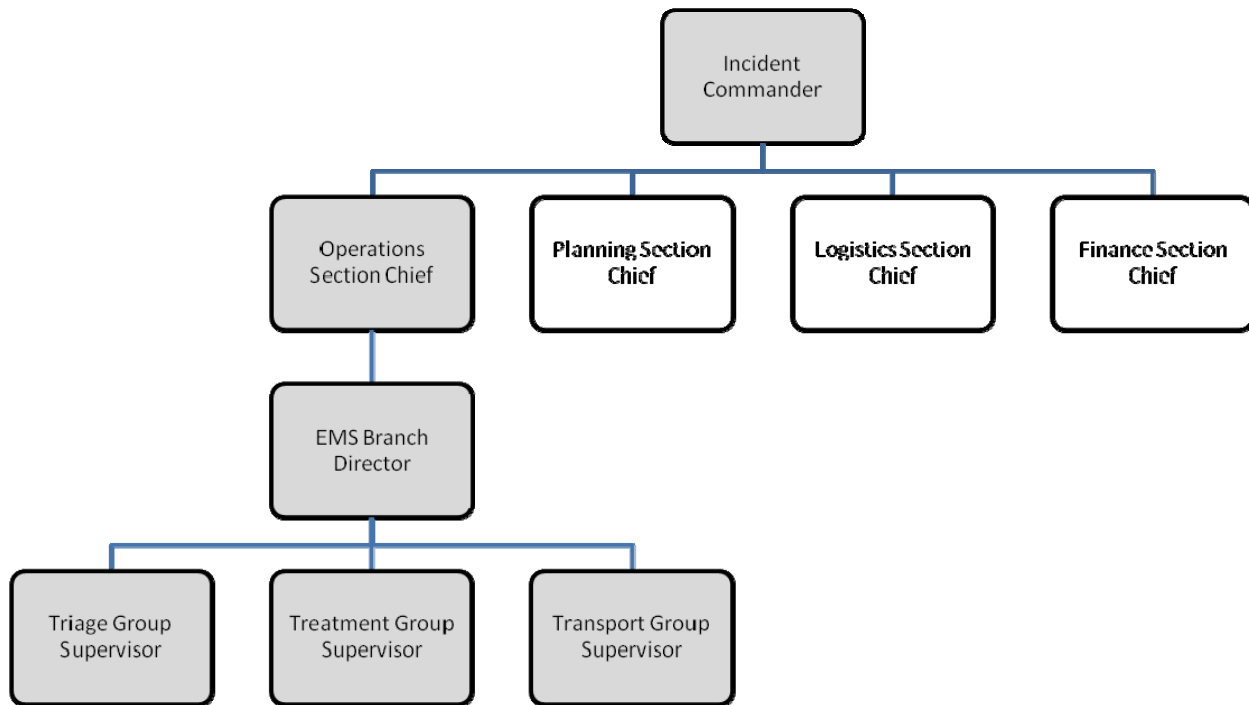 Incident
Commander
Operations
Section Chief
Planning Section
Chief
Logistics Section
Chief
Finance Section
Chief
EMS Branch
Director
Triage Group
Supervisor
Treatment Group
Supervisor
Transport Group
Supervisor